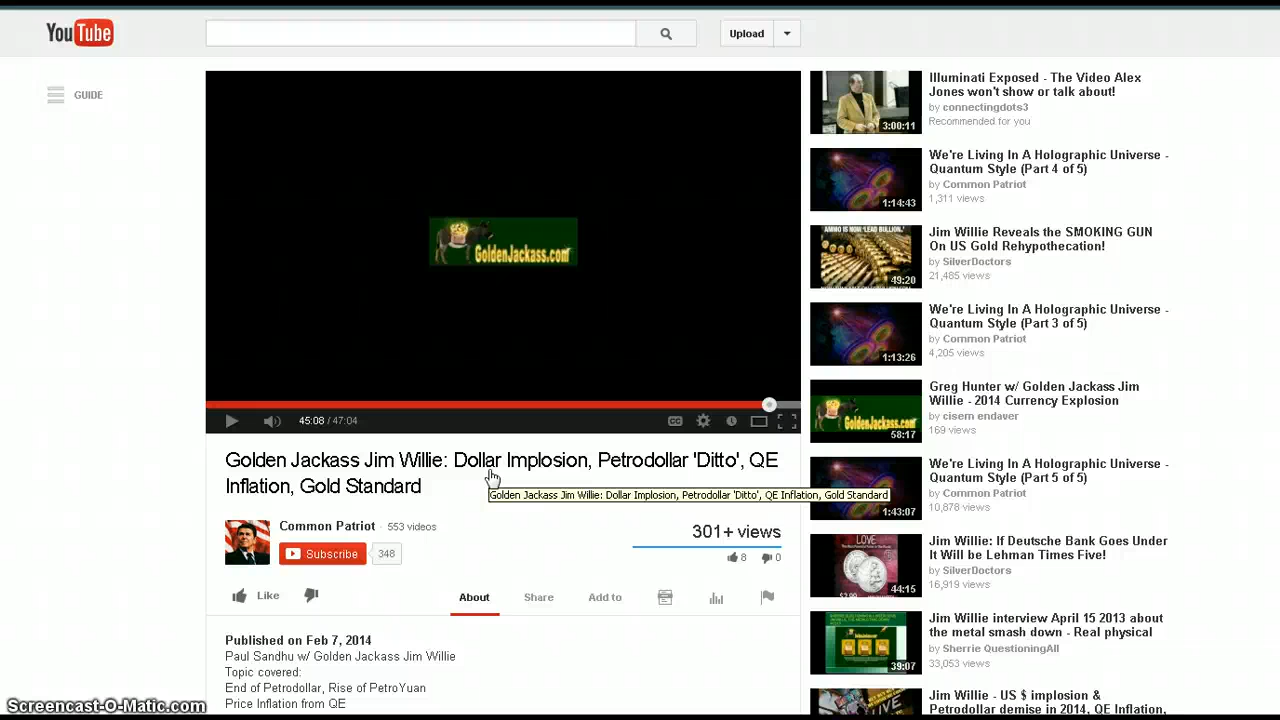 YouTube
Upload
GUIDE
GoldenJackass.com
45:08 / 47:04
CC
Golden Jackass Jim Willie: Dollar Implosion, Petrodollar 'Ditto', QE
Inflation, Gold Standard
Golden Jackass Jim Willie: Dollar Implosion, Petrodollar 'Ditto', QE Inflation, Gold Standard
Common Patriot · 553 videos
Subscribe 348
301+ views
8 0
Like
About Share Add to
Published on Feb 7, 2014
Paul Sandhu w/ Golden Jackass Jim Willie
Topic covered:
End of Petrodollar, Rise of PetroYuan
Price Inflation from QE
Screencast-O-Matic.com
3:00:11
Illuminati Exposed - The Video Alex
Jones won't show or talk about!
by connectingdots3
Recommended for you
1:14:43
We're Living In A Holographic Universe -
Quantum Style (Part 4 of 5)
by Common Patriot
1,311 views
AMMO IS NOW 'LEAD BULLION.'
49:20
Jim Willie Reveals the SMOKING GUN
On US Gold Rehypothecation!
by SilverDoctors
21,485 views
1:13:26
We're Living In A Holographic Universe -
Quantum Style (Part 3 of 5)
by Common Patriot
4,205 views
GoldenJackass.com
58:17
Greg Hunter w/ Golden Jackass Jim
Willie - 2014 Currency Explosion
by cisem endaver
169 views
1:43:07
We're Living In A Holographic Universe -
Quantum Style (Part 5 of 5)
by Common Patriot
10,878 views
LOVE
44:15
Jim Willie: If Deutsche Bank Goes Under
It Will be Lehman Times Five!
by SilverDoctors
16,919 views
39:07
Jim Willie interview April 15 2013 about
the metal smash down - Real physical
by Sherrie QuestioningAll
33,053 views
Jim Willie - US $ implosion &
Petrodollar demise in 2014, QE Inflation,